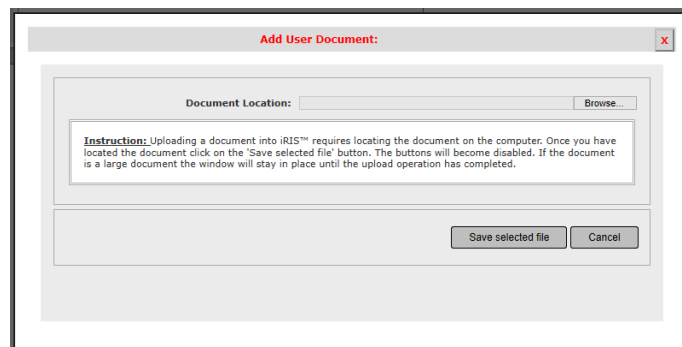 Add User Document:
x
Document Location:
Browse...
Instruction: Uploading a document into iRIS™ requires locating the document on the computer. Once you have
located the document click on the 'Save selected file' button. The buttons will become disabled. If the document
is a large document the window will stay in place until the upload operation has completed.
Save selected file
Cancel